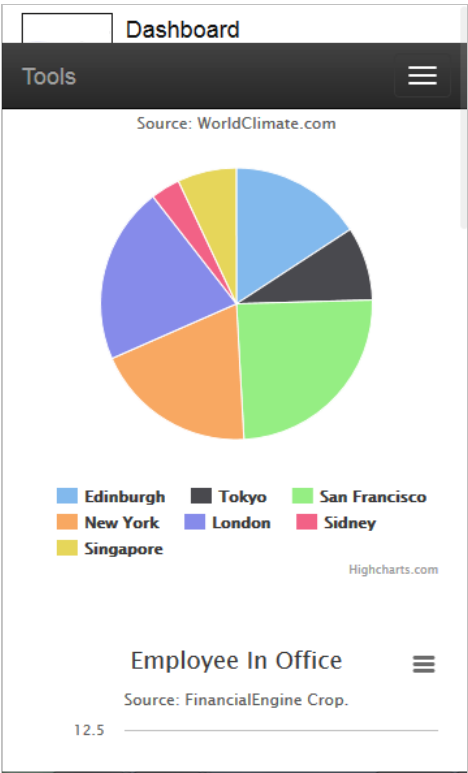 Dashboard
Tools
Source: WorldClimate.com
Edinburgh Tokyo San Francisco
New York London Sidney
Singapore
Highcharts.com
Employee In Office
Source: FinancialEngine Crop.
12.5